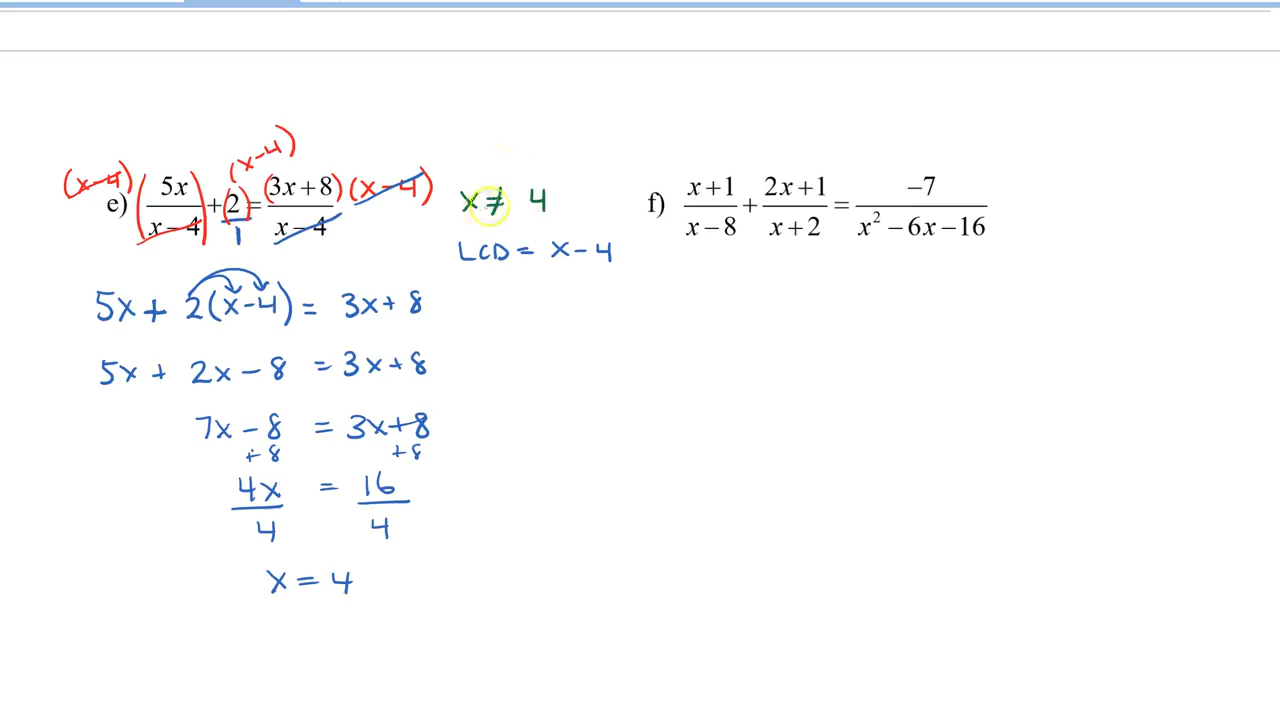 (x-4) (x-4)
e) (5x/(x-4)) + (2)/1 = (3x+8)/(x-4) (x-4)
x ≠ 4
LCD = x-4
5x + 2(x-4) = 3x+8
5x + 2x - 8 = 3x+8
7x - 8 = 3x+8
+8 +8
4x = 16
4 4
x = 4
f) (x+1)/(x-8) + (2x+1)/(x+2) = -7/(x²-6x-16)